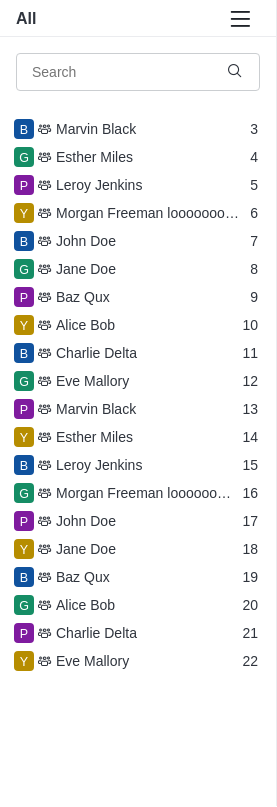 All
Search
B Marvin Black 3
G Esther Miles 4
P Leroy Jenkins 5
Y Morgan Freeman looooooo… 6
B John Doe 7
G Jane Doe 8
P Baz Qux 9
Y Alice Bob 10
B Charlie Delta 11
G Eve Mallory 12
P Marvin Black 13
Y Esther Miles 14
B Leroy Jenkins 15
G Morgan Freeman loooooo… 16
P John Doe 17
Y Jane Doe 18
B Baz Qux 19
G Alice Bob 20
P Charlie Delta 21
Y Eve Mallory 22